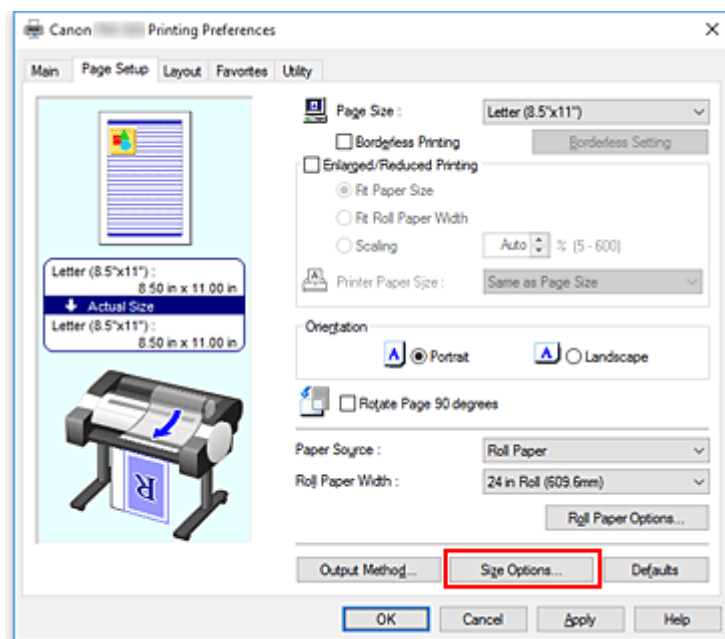 Canon Printing Preferences
Main Page Setup Layout Favorites Utility
Page Size : Letter (8.5"x11")
Borderless Printing Borderless Setting
Enlarged/Reduced Printing
Fit Paper Size
Fit Roll Paper Width
Scaling Auto % (5 - 600)
Printer Paper Size : Same as Page Size
Letter (8.5"x11") :
8.50 in x 11.00 in
Actual Size
Letter (8.5"x11") :
8.50 in x 11.00 in
Orientation
A Portrait A Landscape
Rotate Page 90 degrees
Paper Source : Roll Paper
Roll Paper Width : 24 in Roll (609.6mm)
Roll Paper Options...
R
Output Method... Size Options... Defaults
OK Cancel Apply Help